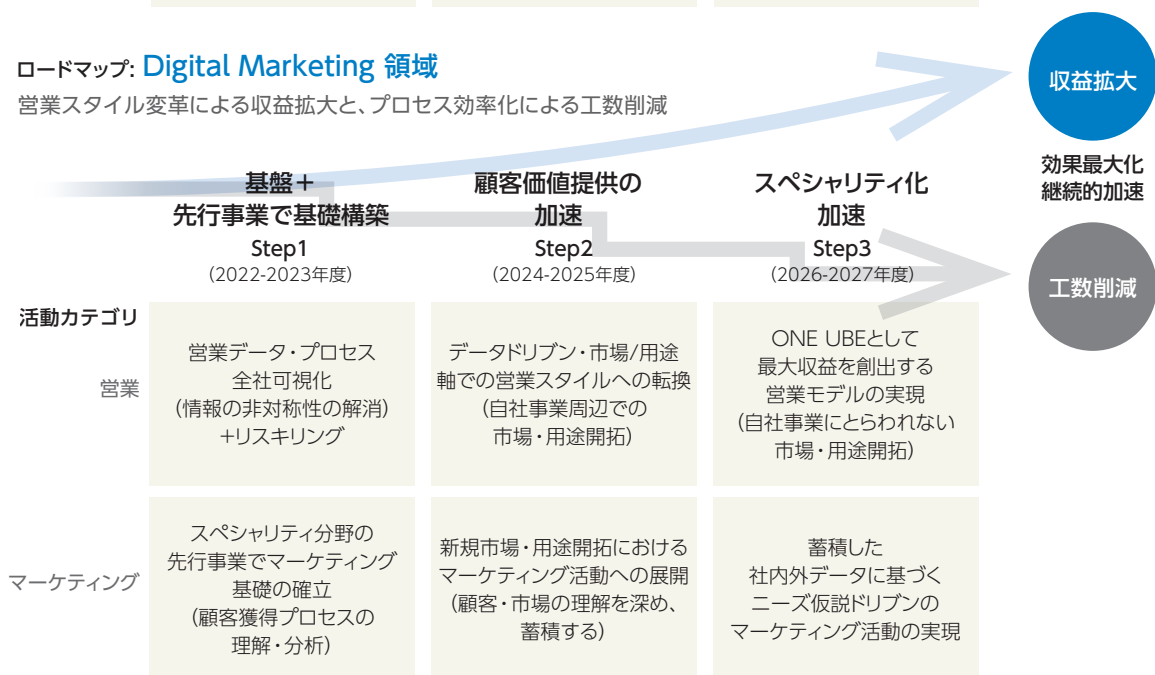 ロードマップ: Digital Marketing 領域
営業スタイル変革による収益拡大と、プロセス効率化による工数削減
収益拡大
効果最大化
継続的加速
工数削減
基盤＋
先行事業で基礎構築
Step1
(2022-2023年度)
顧客価値提供の
加速
Step2
(2024-2025年度)
スペシャリティ化
加速
Step3
(2026-2027年度)
活動カテゴリ
営業
営業データ・プロセス
全社可視化
(情報の非対称性の解消)
+リスキリング
データドリブン・市場/用途
軸での営業スタイルへの転換
(自社事業周辺での
市場・用途開拓)
ONE UBEとして
最大収益を創出する
営業モデルの実現
(自社事業にとらわれない
市場・用途開拓)
マーケティング
スペシャリティ分野の
先行事業でマーケティング
基礎の確立
(顧客獲得プロセスの
理解・分析)
新規市場・用途開拓における
マーケティング活動への展開
(顧客・市場の理解を深め、
蓄積する)
蓄積した
社内外データに基づく
ニーズ仮説ドリブンの
マーケティング活動の実現